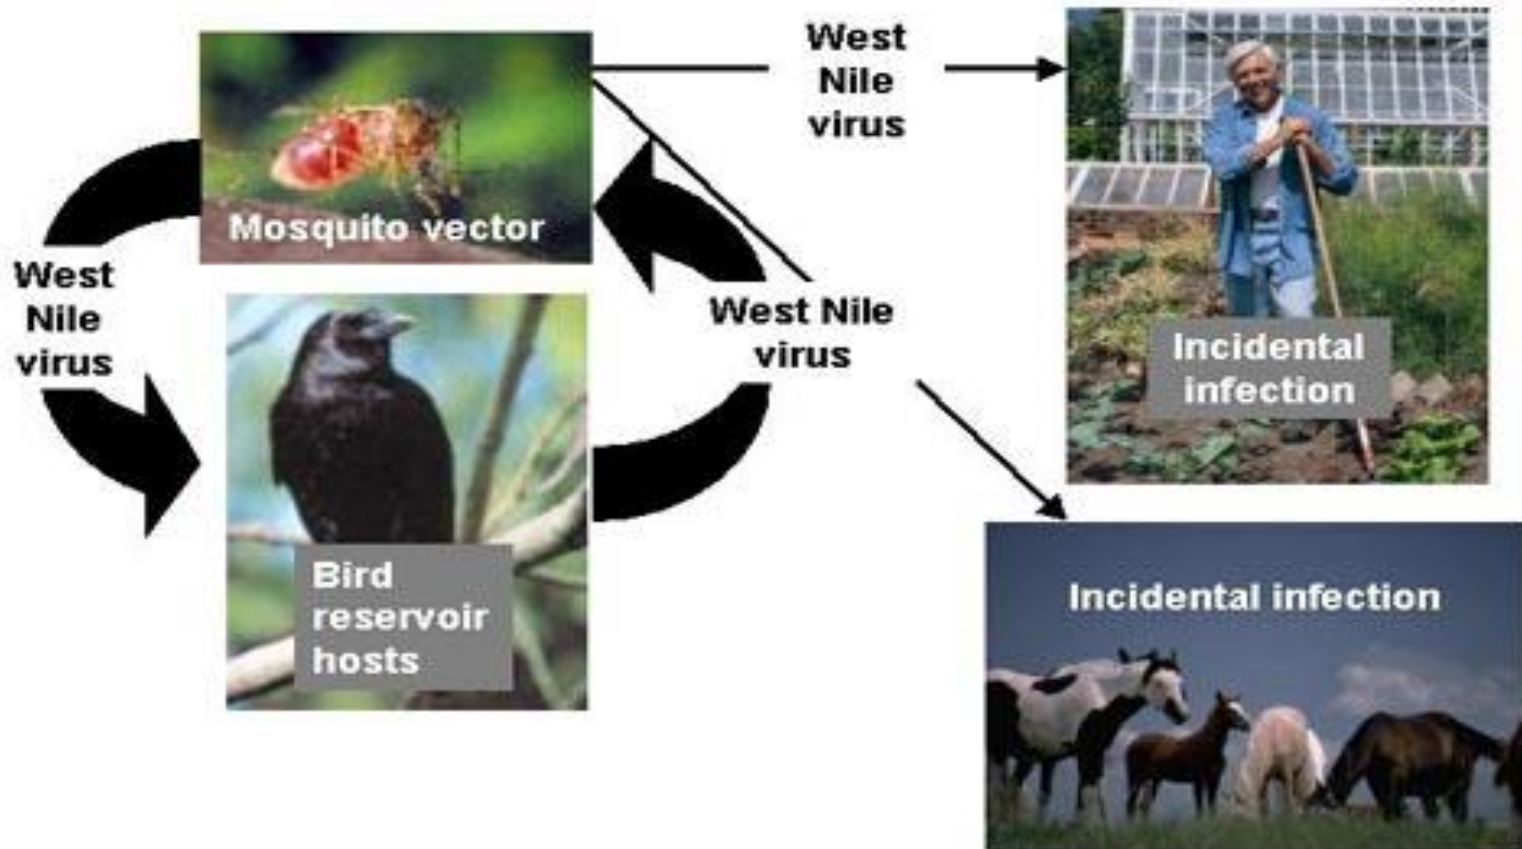 West
Nile
virus
Mosquito vector
West
Nile
virus
West Nile
virus
Incidental
infection
Bird
reservoir
hosts
Incidental infection